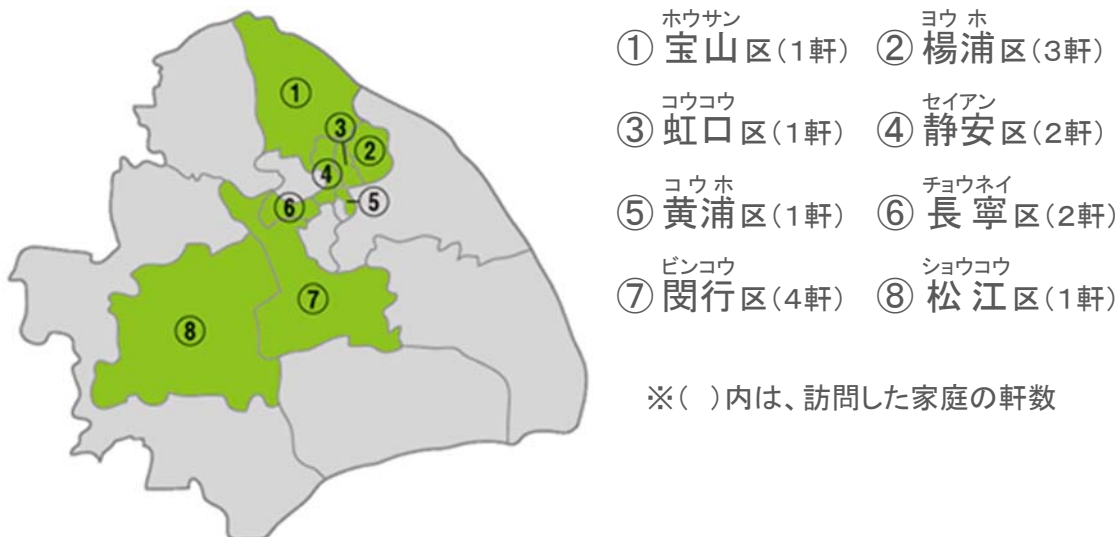 ①
③
②
④
⑤
⑥
⑦
⑧
ホウサン ヨウホ
① 宝山区(1軒) ② 楊浦区(3軒)
コウコウ セイアン
③ 虹口区(1軒) ④ 静安区(2軒)
コウホ チョウネイ
⑤ 黄浦区(1軒) ⑥ 長寧区(2軒)
ビンコウ ショウコウ
⑦ 閔行区(4軒) ⑧ 松江区(1軒)
※( )内は、訪問した家庭の軒数